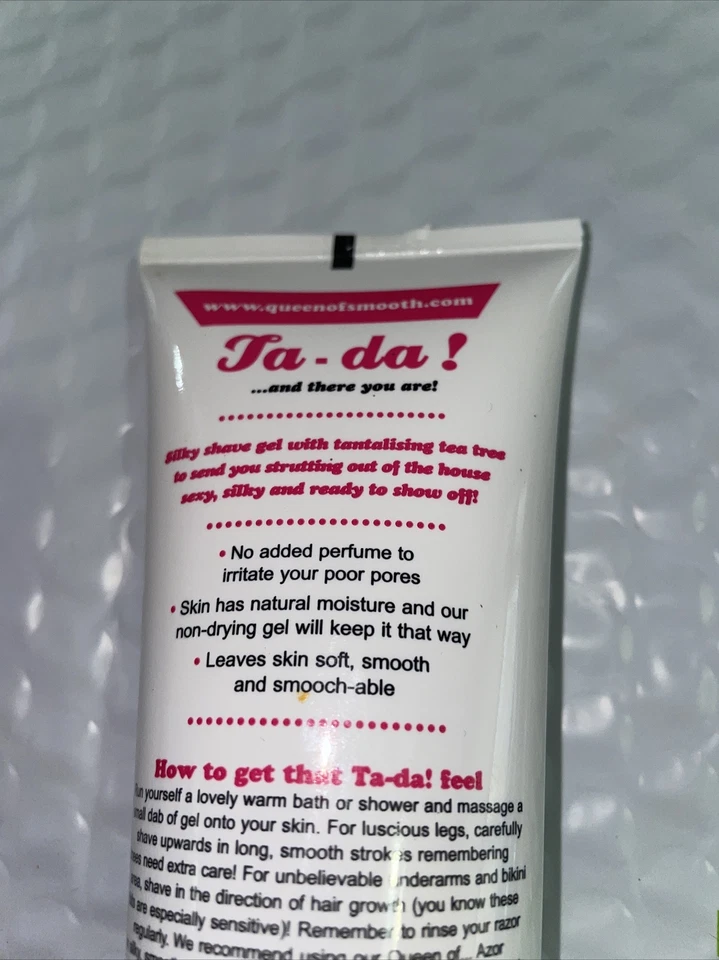 www.queenofsmooth.com
Ta-da!
...and there you are!
Silky shave gel with tantalising tea tree
to send you strutting out of the house
sexy, silky and ready to show off!
• No added perfume to
irritate your poor pores
• Skin has natural moisture and our
non-drying gel will keep it that way
• Leaves skin soft, smooth
and smooch-able
How to get that Ta-da! feel
yourself a lovely warm bath or shower and massage a
dab of gel onto your skin. For luscious legs, carefully
shave upwards in long, smooth strokes remembering
need extra care! For unbelievable underarms and bikini
shave in the direction of hair growth (you know these
are especially sensitive)! Remember to rinse your razor
regularly. We recommend using our Queen of... Azor